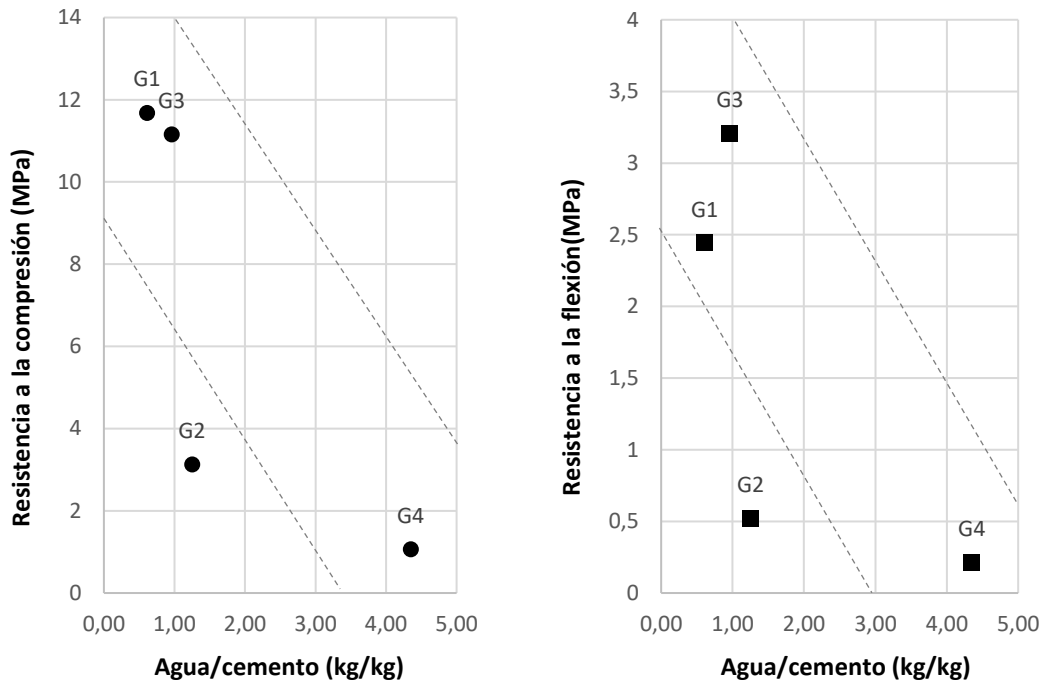 14
12
10
8
6
4
2
0
0,00 1,00 2,00 3,00 4,00 5,00
G1
G3
G2
G4
Resistencia a la compresión (MPa)
Agua/cemento (kg/kg)
4
3,5
3
2,5
2
1,5
1
0,5
0
0,00 1,00 2,00 3,00 4,00 5,00
G3
G1
G2
G4
Resistencia a la flexión(MPa)
Agua/cemento (kg/kg)